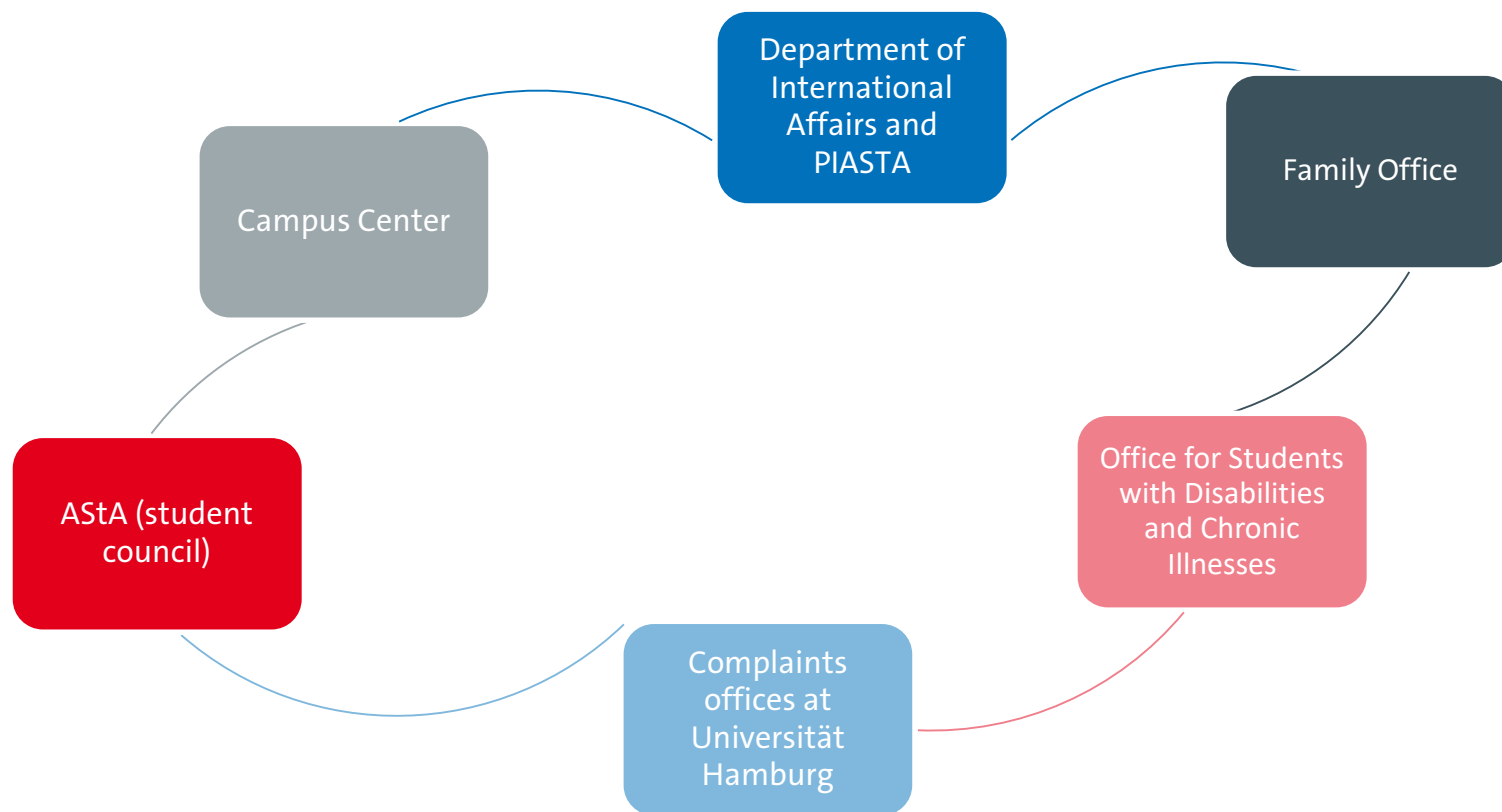 Department of
International
Affairs and
PIASTA
Family Office
Campus Center
Office for Students
with Disabilities
and Chronic
Illnesses
AStA (student
council)
Complaints
offices at
Universität
Hamburg